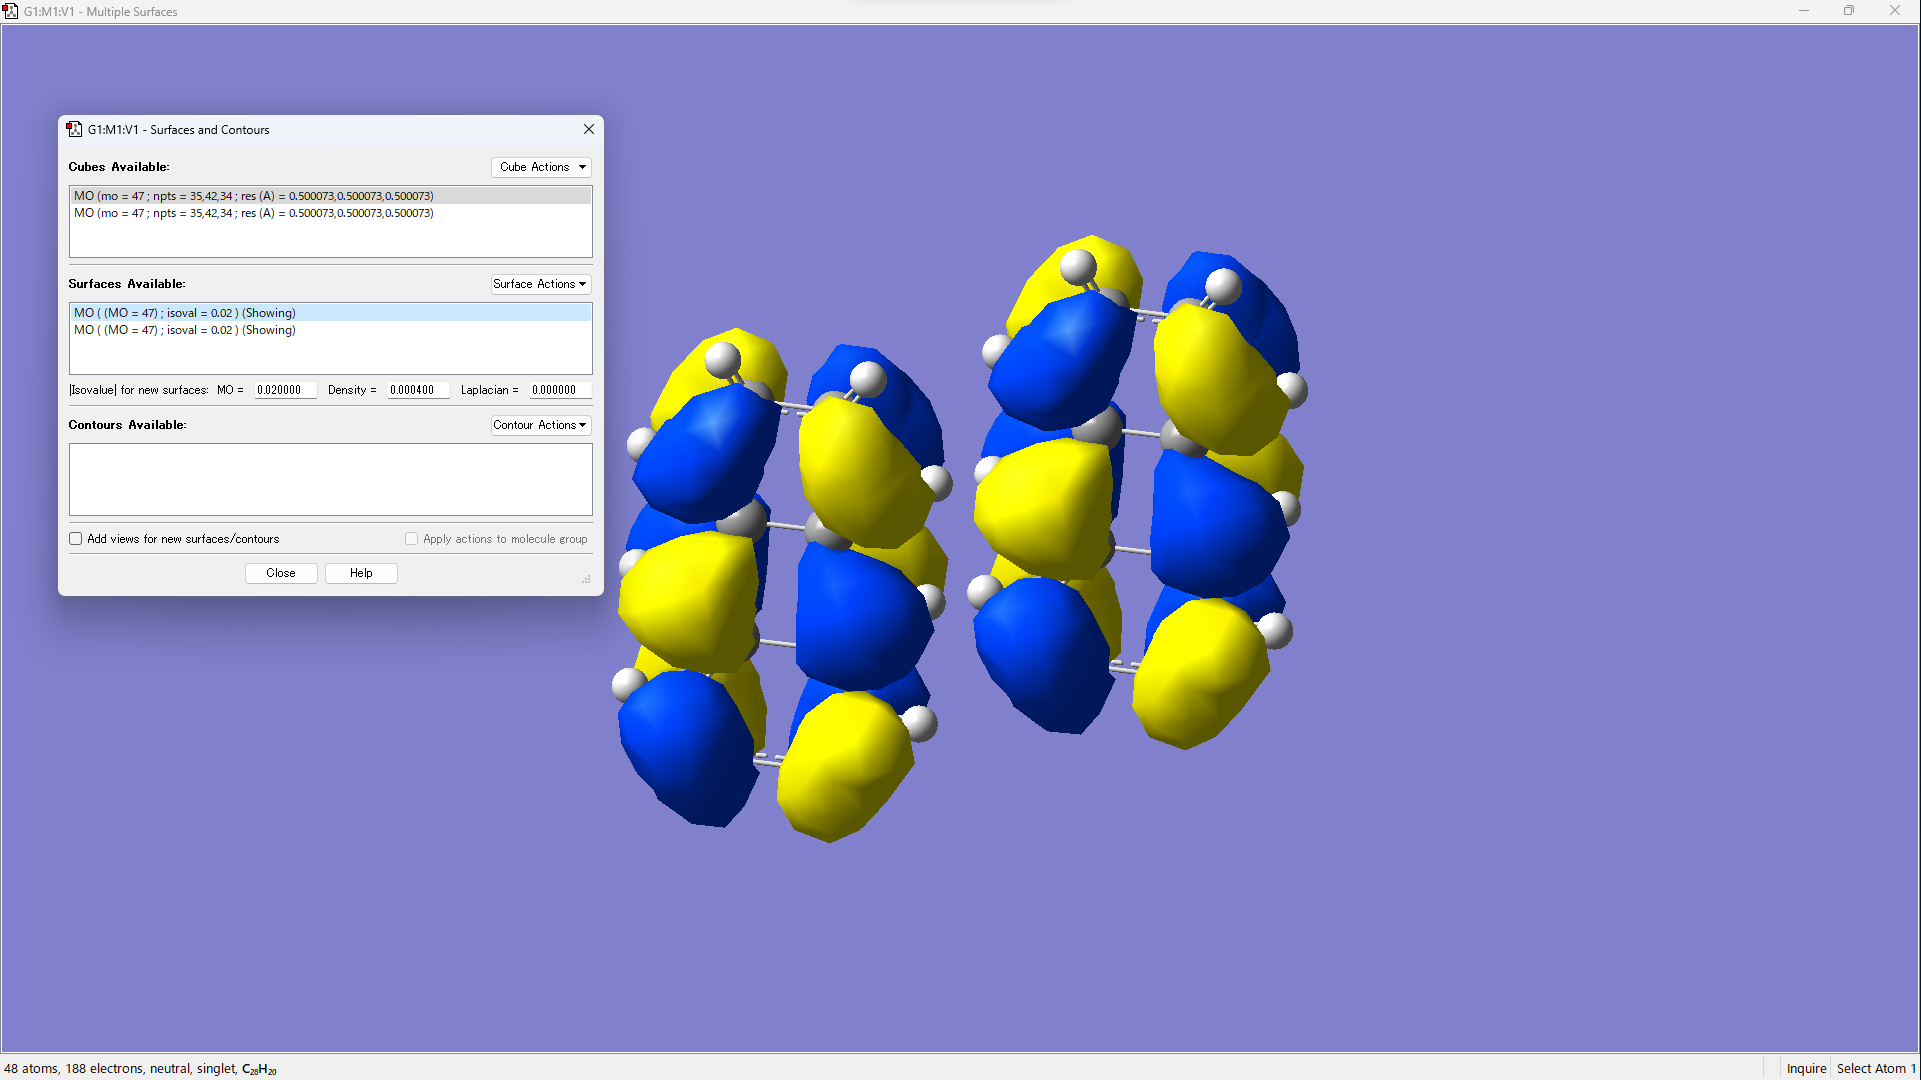 G1:M1:V1 - Multiple Surfaces
G1:M1:V1 - Surfaces and Contours
Cubes Available:
Cube Actions
MO (mo = 47 ; npts = 35,42,34 ; res (A) = 0.500073,0.500073,0.500073)
MO (mo = 47 ; npts = 35,42,34 ; res (A) = 0.500073,0.500073,0.500073)
Surfaces Available:
Surface Actions
MO ( (MO = 47) ; isoval = 0.02 ) (Showing)
MO ( (MO = 47) ; isoval = 0.02 ) (Showing)
|Isovalue| for new surfaces: MO = 0.020000 Density = 0.000400 Laplacian = 0.000000
Contours Available:
Contour Actions
Add views for new surfaces/contours
Apply actions to molecule group
Close
Help
48 atoms, 188 electrons, neutral, singlet, C₂₈H₂₀
Inquire
Select Atom 1